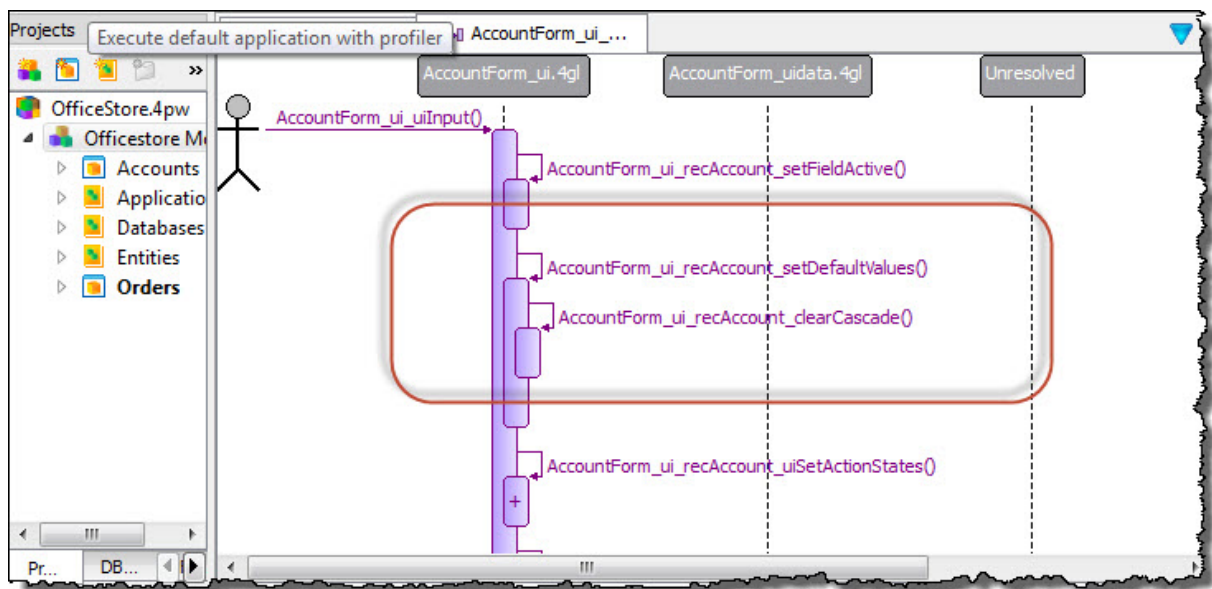 Projects
Execute default application with profiler
AccountForm_ui_...
»
AccountForm_ui.4gl
AccountForm_uidata.4gl
Unresolved
OfficeStore.4pw
Officestore M
Accounts
Applicatio
Databases
Entities
Orders
AccountForm_ui_uiInput()
AccountForm_ui_recAccount_setFieldActive()
AccountForm_ui_recAccount_setDefaultValues()
AccountForm_ui_recAccount_clearCascade()
AccountForm_ui_recAccount_uiSetActionStates()
+
Pr...
DB...